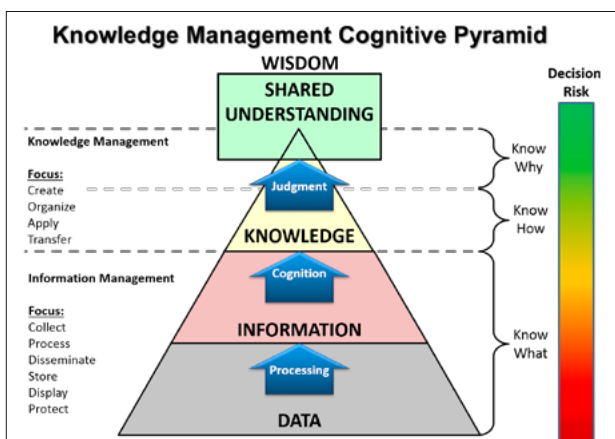 Knowledge Management Cognitive Pyramid
WISDOM
SHARED
UNDERSTANDING
Decision
Risk
Knowledge Management
Focus:
Create
Organize
Apply
Transfer
Judgment
KNOWLEDGE
Know
Why
Know
How
Information Management
Focus:
Collect
Process
Disseminate
Store
Display
Protect
Cognition
INFORMATION
Processing
DATA
Know
What